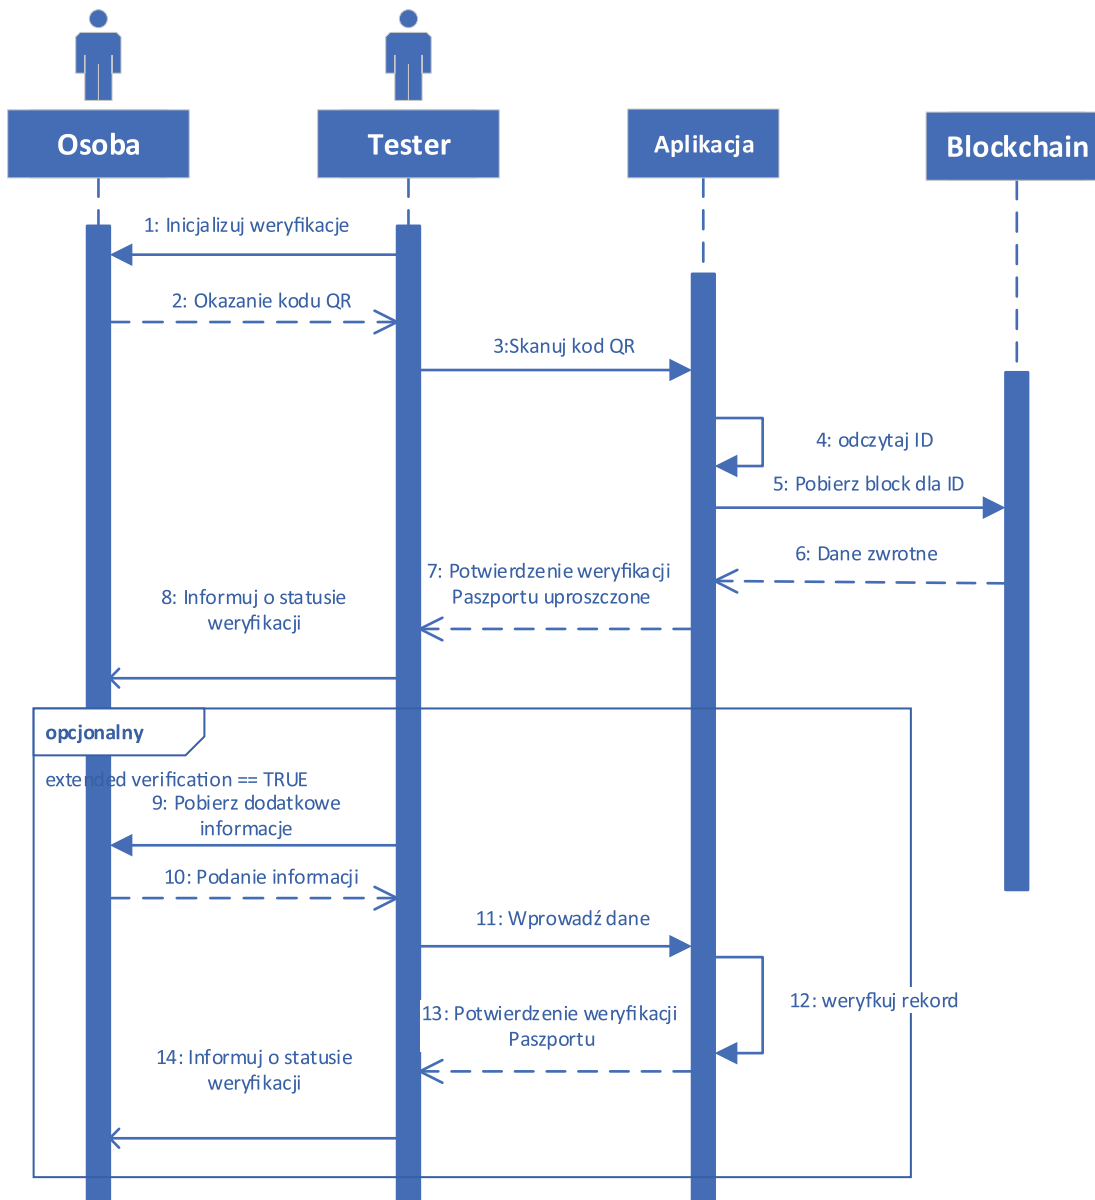 Osoba
Tester
Aplikacja
Blockchain
1: Inicjalizuj weryfikacje
2: Okazanie kodu QR
3:Skanuj kod QR
4: odczytaj ID
5: Pobierz block dla ID
6: Dane zwrotne
7: Potwierdzenie weryfikacji
Paszportu uproszczone
8: Informuj o statusie
weryfikacji
opcjonalny
extended verification == TRUE
9: Pobierz dodatkowe
informacje
10: Podanie informacji
11: Wprowadź dane
12: weryfkuj rekord
13: Potwierdzenie weryfikacji
Paszportu
14: Informuj o statusie
weryfikacji